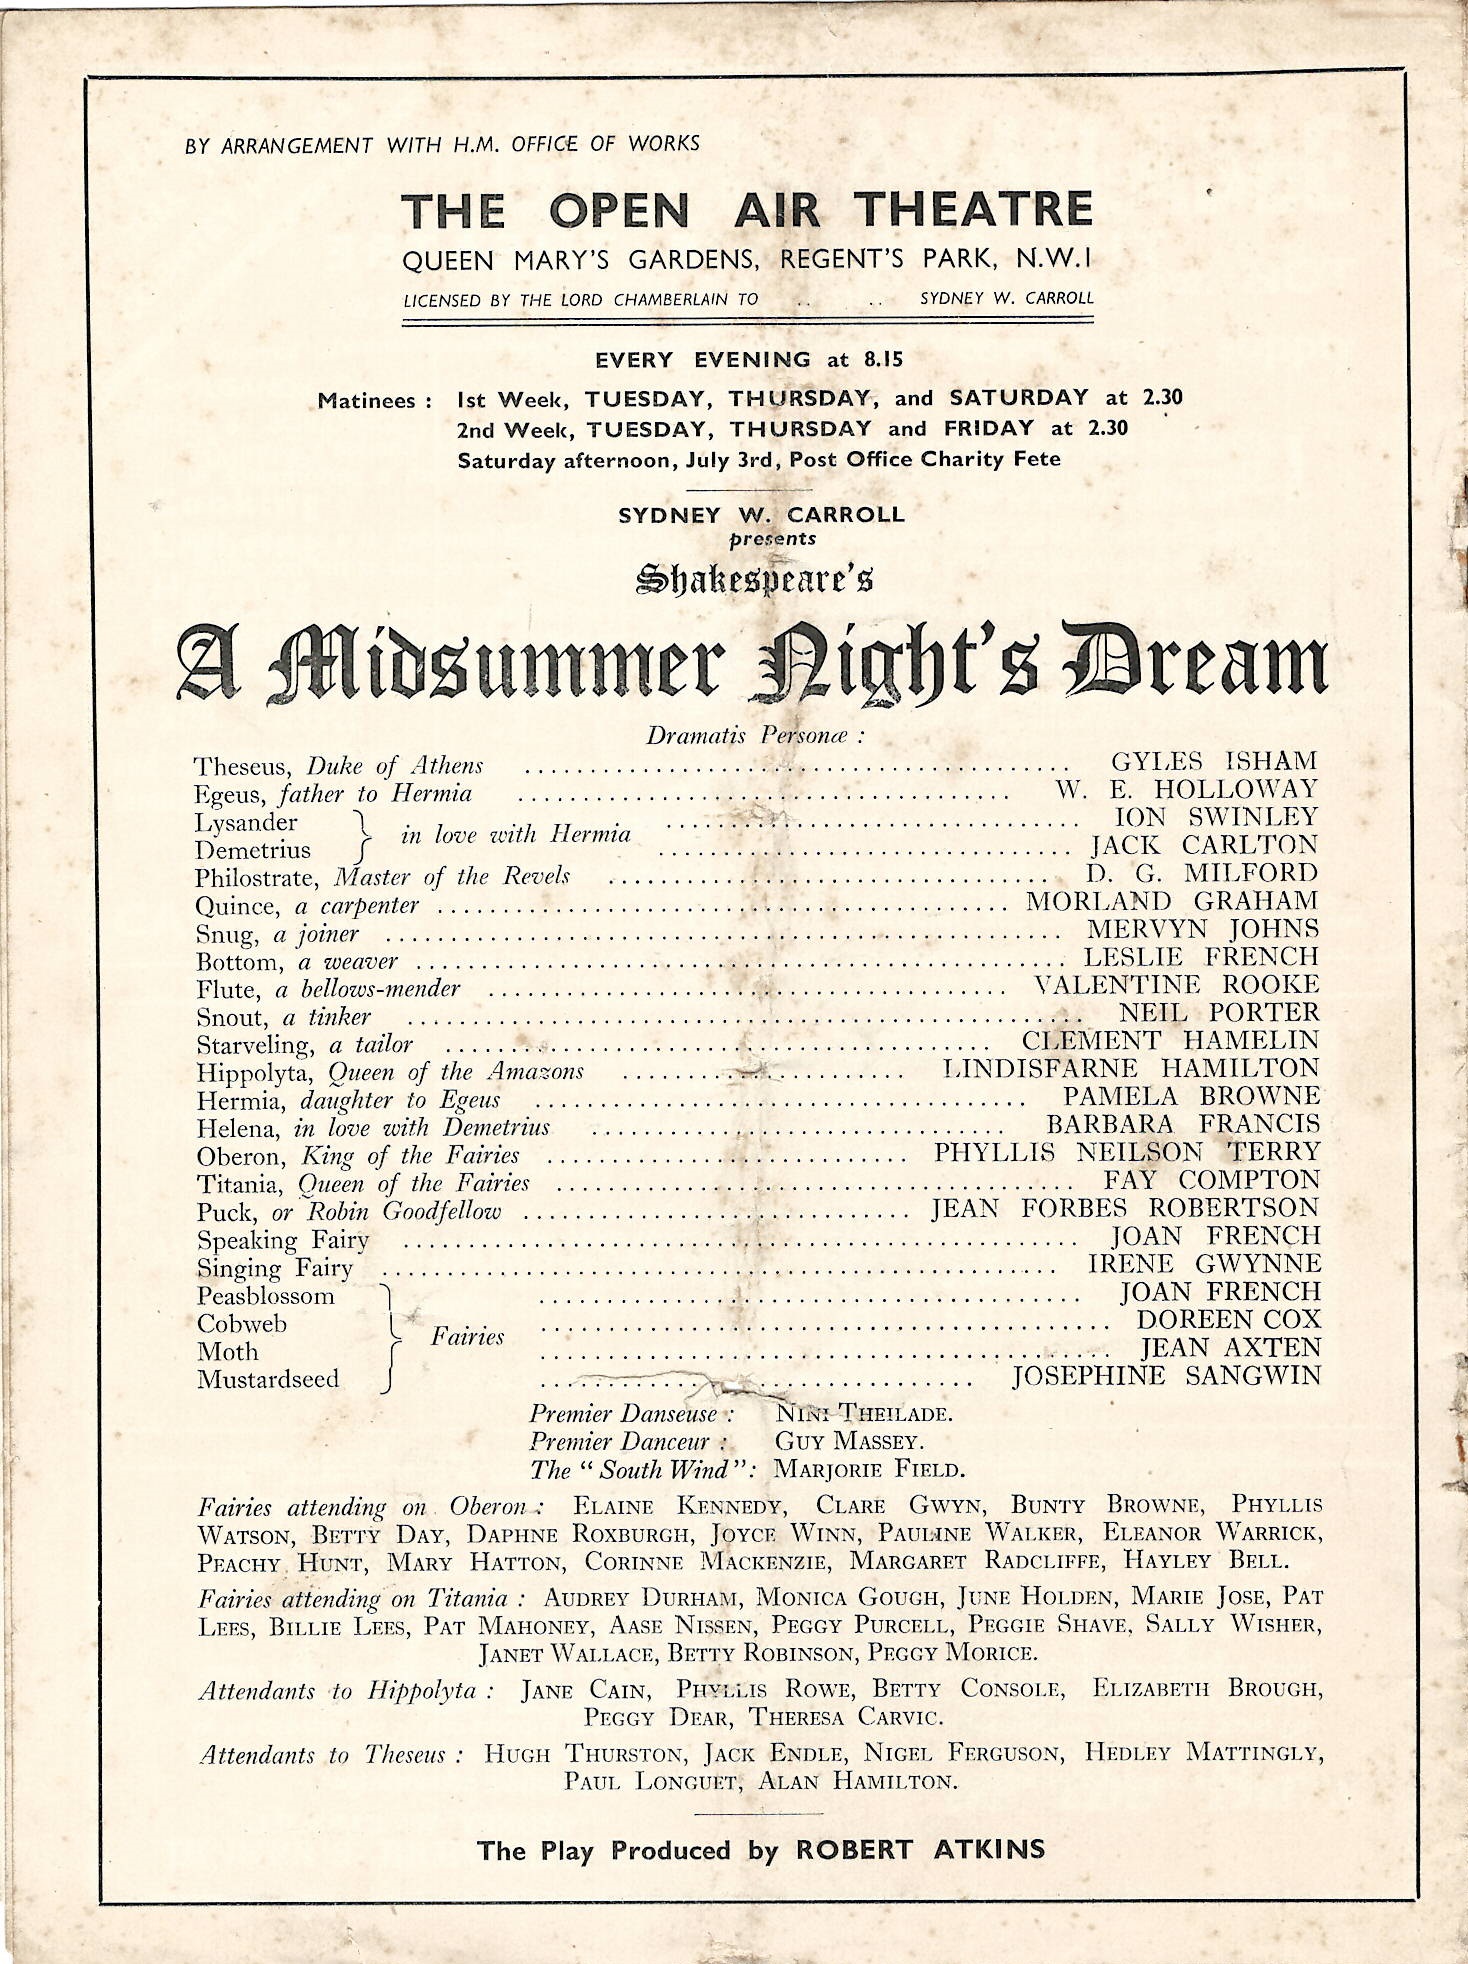 BY ARRANGEMENT WITH H.M. OFFICE OF WORKS
THE OPEN AIR THEATRE
QUEEN MARY'S GARDENS, REGENT'S PARK, N.W.1
LICENSED BY THE LORD CHAMBERLAIN TO .. .. SYDNEY W. CARROLL
EVERY EVENING at 8.15
Matinees : 1st Week, TUESDAY, THURSDAY, and SATURDAY at 2.30
2nd Week, TUESDAY, THURSDAY and FRIDAY at 2.30
Saturday afternoon, July 3rd, Post Office Charity Fete
SYDNEY W. CARROLL
presents
Shakespeare's
A Midsummer Night's Dream
Dramatis Personæ :
Theseus, Duke of Athens ........ GYLES ISHAM
Egeus, father to Hermia ........ W. E. HOLLOWAY
Lysander } in love with Hermia ........ ION SWINLEY
Demetrius } ........ JACK CARLTON
Philostrate, Master of the Revels ........ D. G. MILFORD
Quince, a carpenter ........ MORLAND GRAHAM
Snug, a joiner ........ MERVYN JOHNS
Bottom, a weaver ........ LESLIE FRENCH
Flute, a bellows-mender ........ VALENTINE ROOKE
Snout, a tinker ........ NEIL PORTER
Starveling, a tailor ........ CLEMENT HAMELIN
Hippolyta, Queen of the Amazons ........ LINDISFARNE HAMILTON
Hermia, daughter to Egeus ........ PAMELA BROWNE
Helena, in love with Demetrius ........ BARBARA FRANCIS
Oberon, King of the Fairies ........ PHYLLIS NEILSON TERRY
Titania, Queen of the Fairies ........ FAY COMPTON
Puck, or Robin Goodfellow ........ JEAN FORBES ROBERTSON
Speaking Fairy ........ JOAN FRENCH
Singing Fairy ........ IRENE GWYNNE
Peasblossom ........ JOAN FRENCH
Cobweb } Fairies ........ DOREEN COX
Moth ........ JEAN AXTEN
Mustardseed ........ JOSEPHINE SANGWIN
Premier Danseuse : NINI THEILADE.
Premier Danceur : GUY MASSEY.
The "South Wind": MARJORIE FIELD.
Fairies attending on Oberon : ELAINE KENNEDY, CLARE GWYN, BUNTY BROWNE, PHYLLIS
WATSON, BETTY DAY, DAPHNE ROXBURGH, JOYCE WINN, PAULINE WALKER, ELEANOR WARRICK,
PEACHY HUNT, MARY HATTON, CORINNE MACKENZIE, MARGARET RADCLIFFE, HAYLEY BELL.
Fairies attending on Titania : AUDREY DURHAM, MONICA GOUGH, JUNE HOLDEN, MARIE JOSE, PAT
LEES, BILLIE LEES, PAT MAHONEY, AASE NISSEN, PEGGY PURCELL, PEGGIE SHAVE, SALLY WISHER,
JANET WALLACE, BETTY ROBINSON, PEGGY MORICE.
Attendants to Hippolyta : JANE CAIN, PHYLLIS ROWE, BETTY CONSOLE, ELIZABETH BROUGH,
PEGGY DEAR, THERESA CARVIC.
Attendants to Theseus : HUGH THURSTON, JACK ENDLE, NIGEL FERGUSON, HEDLEY MATTINGLY,
PAUL LONGUET, ALAN HAMILTON.
The Play Produced by ROBERT ATKINS